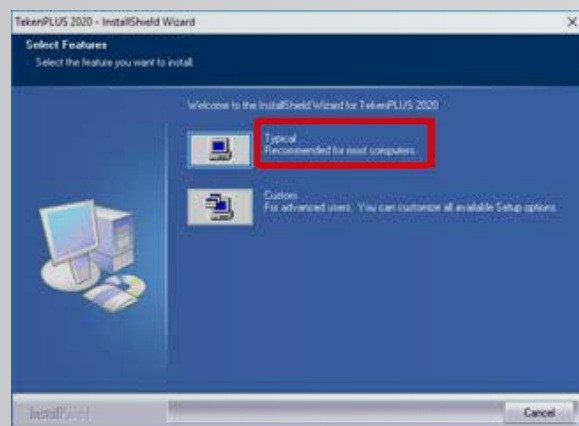 TekenPLUS 2020 - InstallShield Wizard
Select Features
Select the feature you want to install.
Welcome to the InstallShield Wizard for TekenPLUS 2020
Typical
Recommended for most computers.
Custom
For advanced users. You can customize all available Setup options.
InstallShield
Cancel